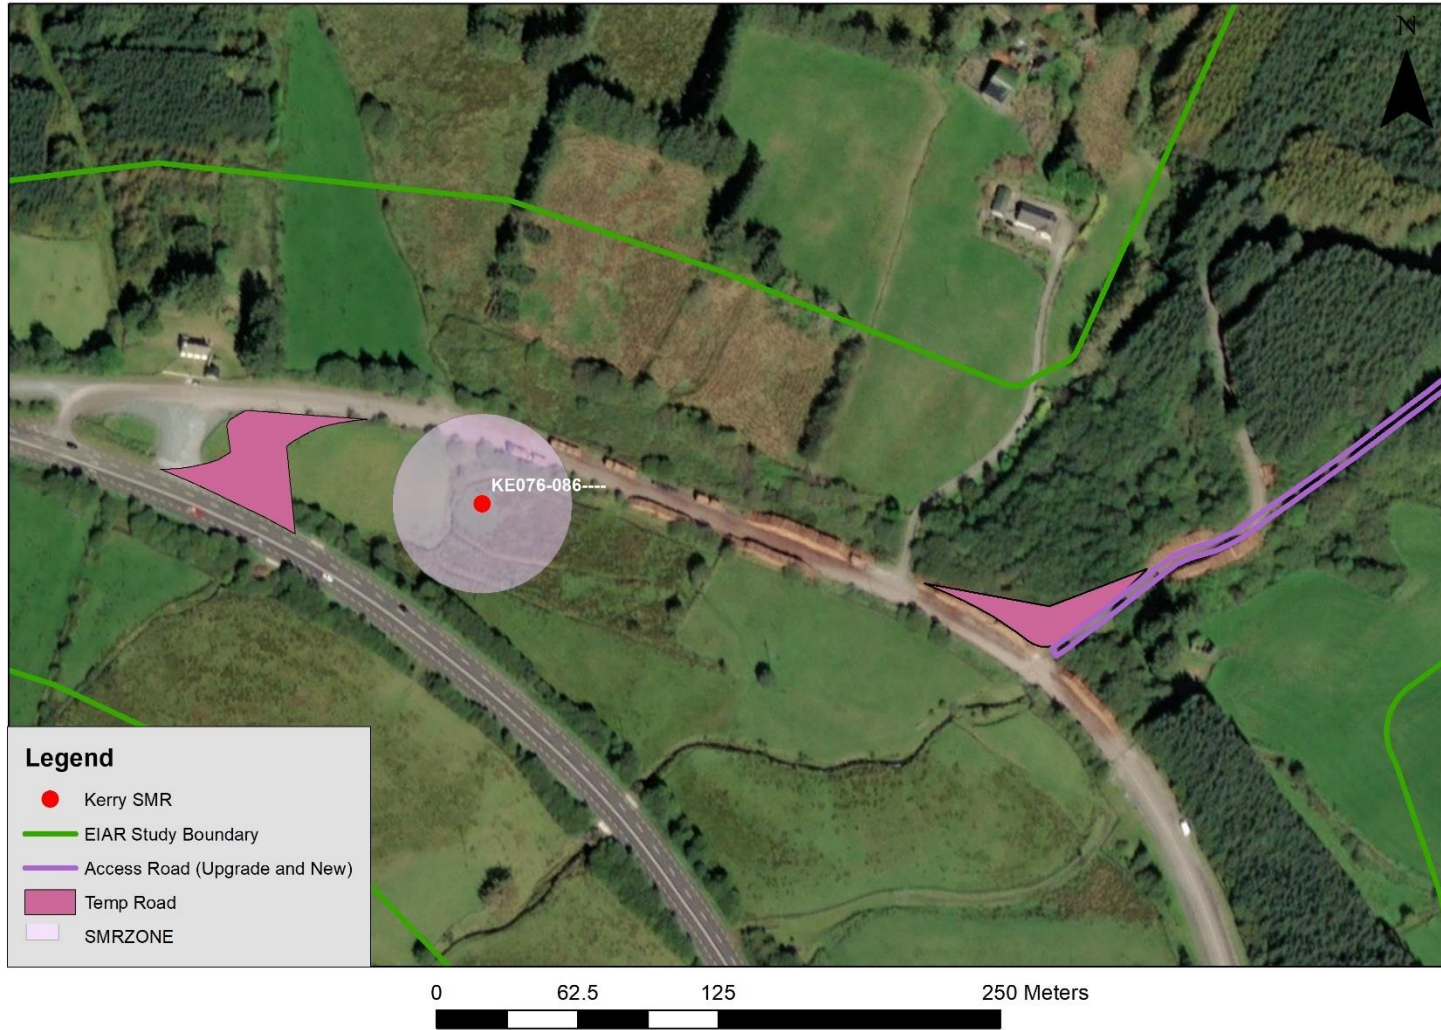 N
KE076-086----
Legend
Kerry SMR
EIAR Study Boundary
Access Road (Upgrade and New)
Temp Road
SMRZONE
0 62.5 125 250 Meters